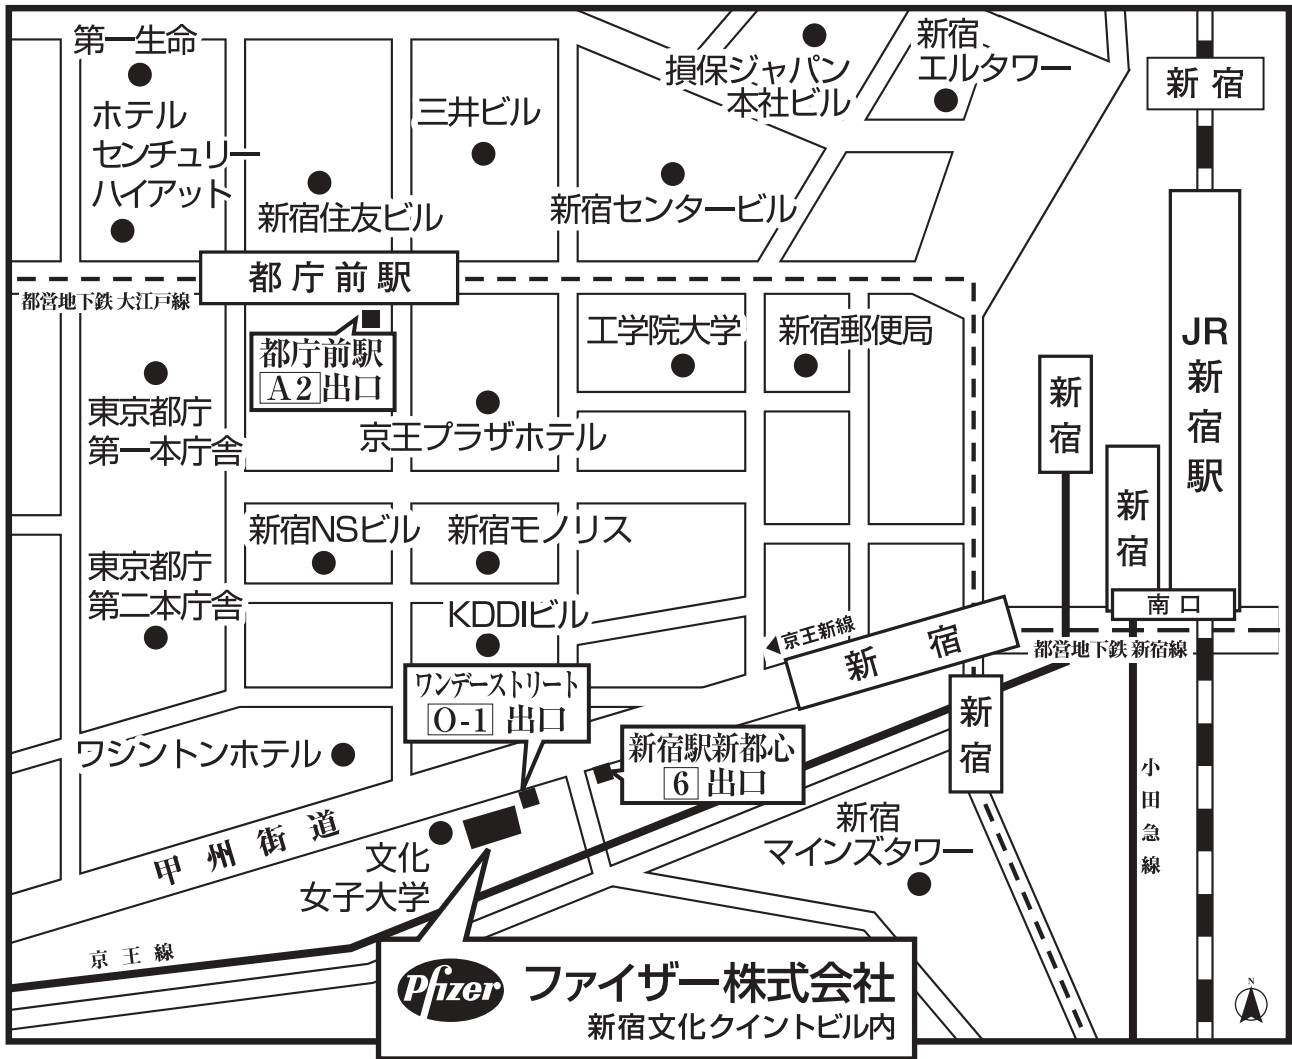 第一生命
ホテル
センチュリー
ハイアット
三井ビル
新宿住友ビル
損保ジャパン
本社ビル
新宿
エルタワー
新宿
新宿センタービル
都庁前駅
都営地下鉄 大江戸線
都庁前駅
A2 出口
工学院大学
新宿郵便局
JR
新宿駅
新宿
新宿
東京都庁
第一本庁舎
京王プラザホテル
新宿NSビル
新宿モノリス
東京都庁
第二本庁舎
KDDIビル
京王新線
新宿
南口
都営地下鉄 新宿線
ワンデーストリート
O-1 出口
新宿
ワシントンホテル
新宿駅新都心
6 出口
小田急線
甲州街道
新宿
マインズタワー
文化
女子大学
京王線
Pfizer
ファイザー株式会社
新宿文化クイントビル内
N